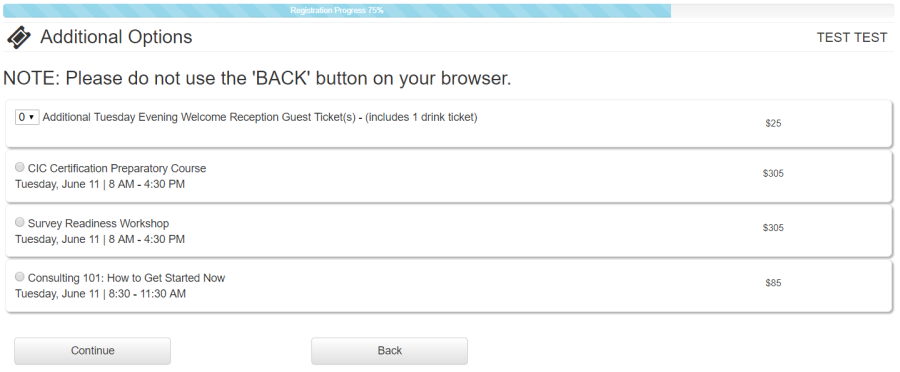 Registration Progress 75%
Additional Options
TEST TEST
NOTE: Please do not use the 'BACK' button on your browser.
0 Additional Tuesday Evening Welcome Reception Guest Ticket(s) - (includes 1 drink ticket)
$25
CIC Certification Preparatory Course
$305
Tuesday, June 11 | 8 AM - 4:30 PM
Survey Readiness Workshop
$305
Tuesday, June 11 | 8 AM - 4:30 PM
Consulting 101: How to Get Started Now
$85
Tuesday, June 11 | 8:30 - 11:30 AM
Continue
Back